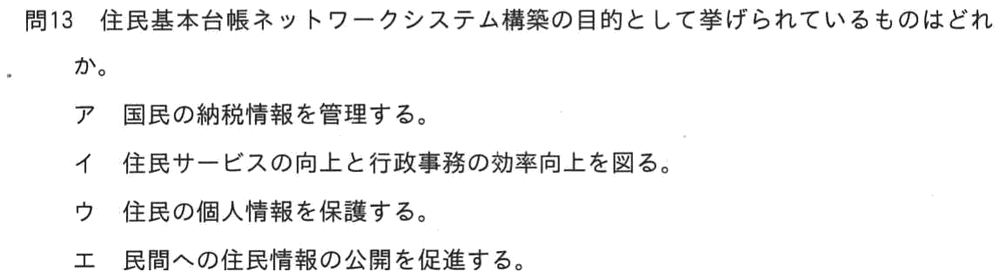 問13　住民基本台帳ネットワークシステム構築の目的として挙げられているものはどれ
か。
ア　国民の納税情報を管理する。
イ　住民サービスの向上と行政事務の効率向上を図る。
ウ　住民の個人情報を保護する。
エ　民間への住民情報の公開を促進する。